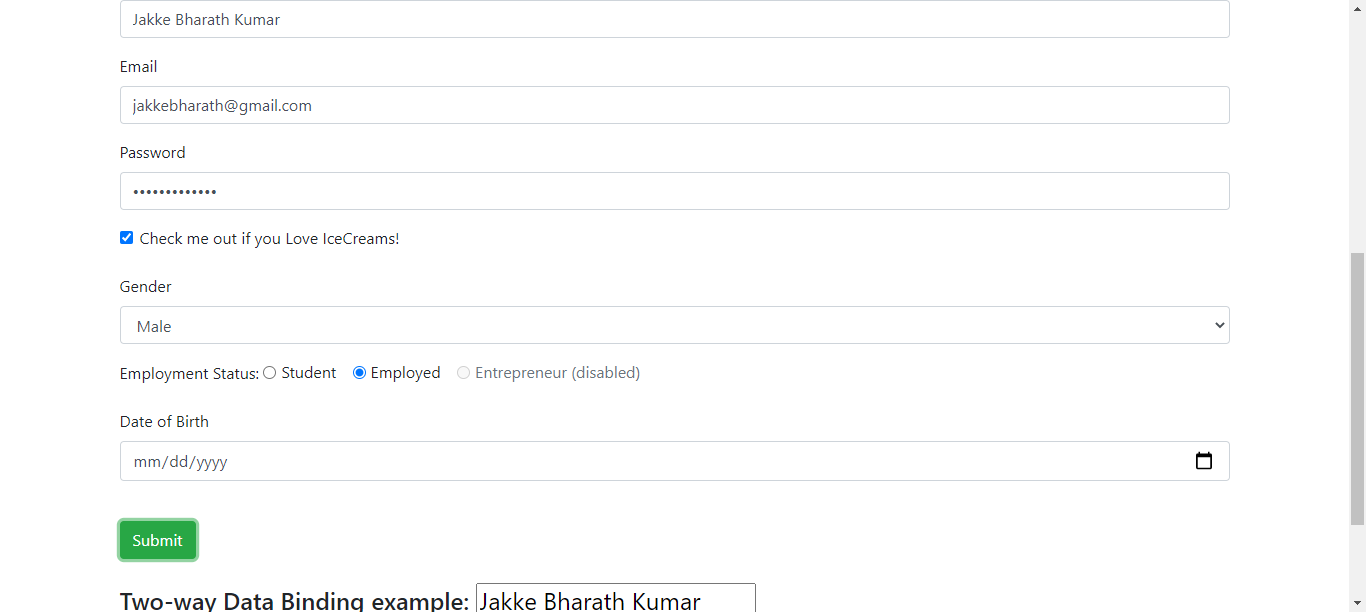 Jakke Bharath Kumar
Email
jakkebharath@gmail.com
Password
•••••••••••••
Check me out if you Love IceCreams!
Gender
Male
Employment Status: Student Employed Entrepreneur (disabled)
Date of Birth
mm/dd/yyyy
Submit
Two-way Data Binding example: Jakke Bharath Kumar